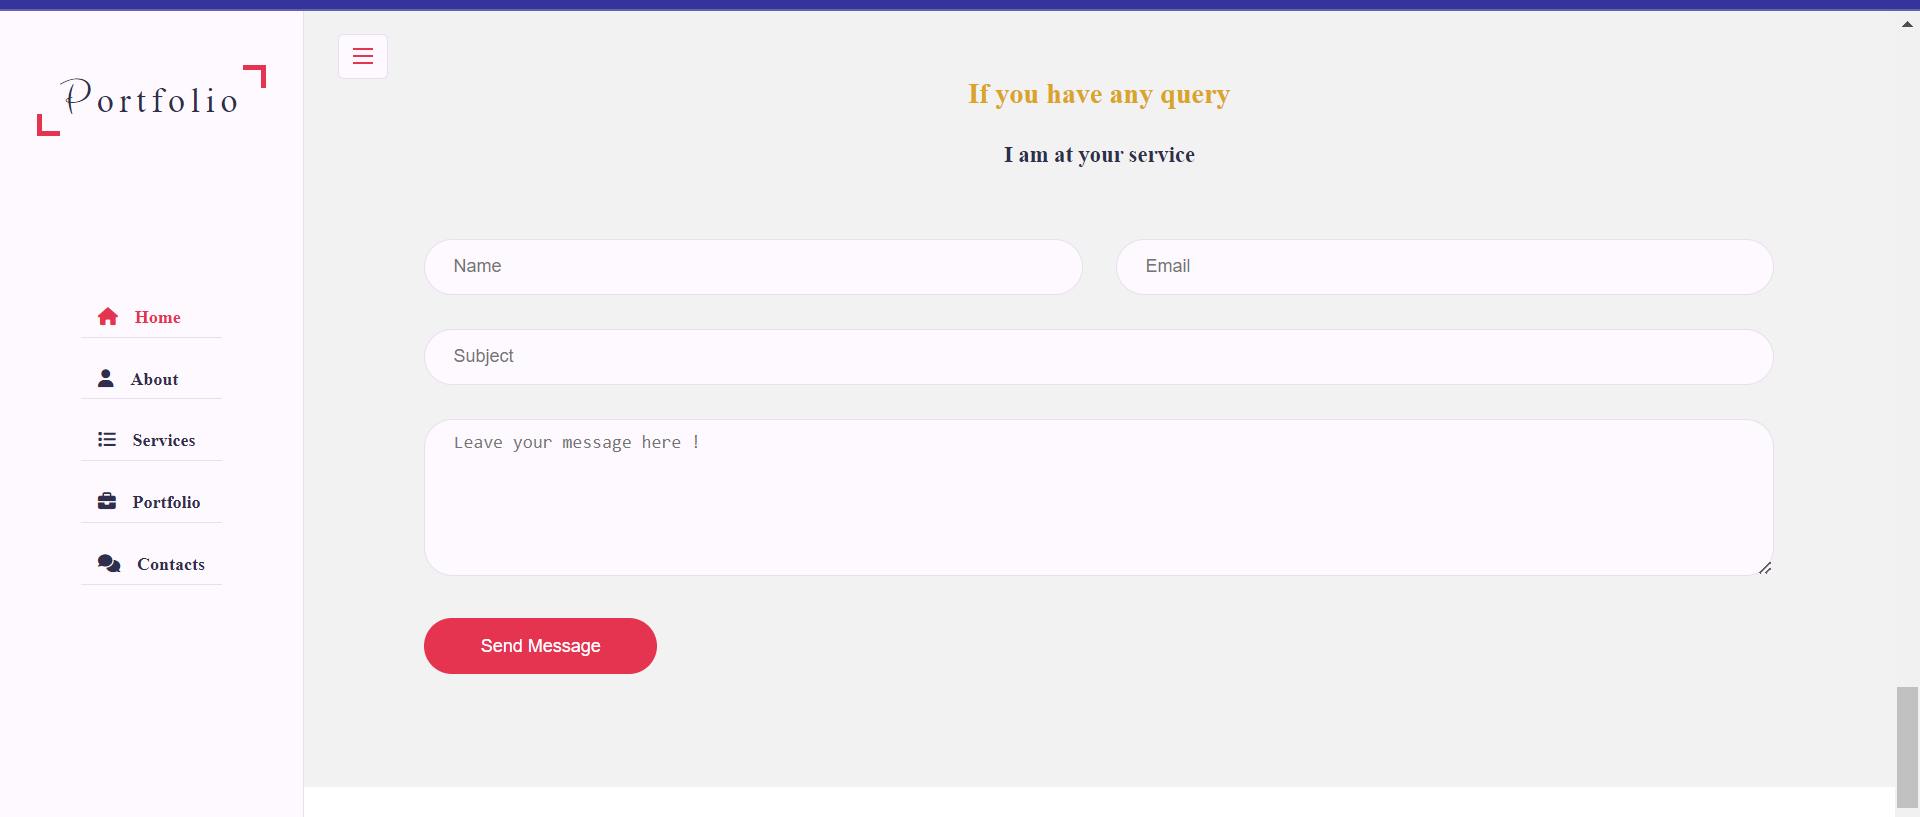 Portfolio
Home
About
Services
Portfolio
Contacts
If you have any query
I am at your service
Name
Email
Subject
Leave your message here !
Send Message